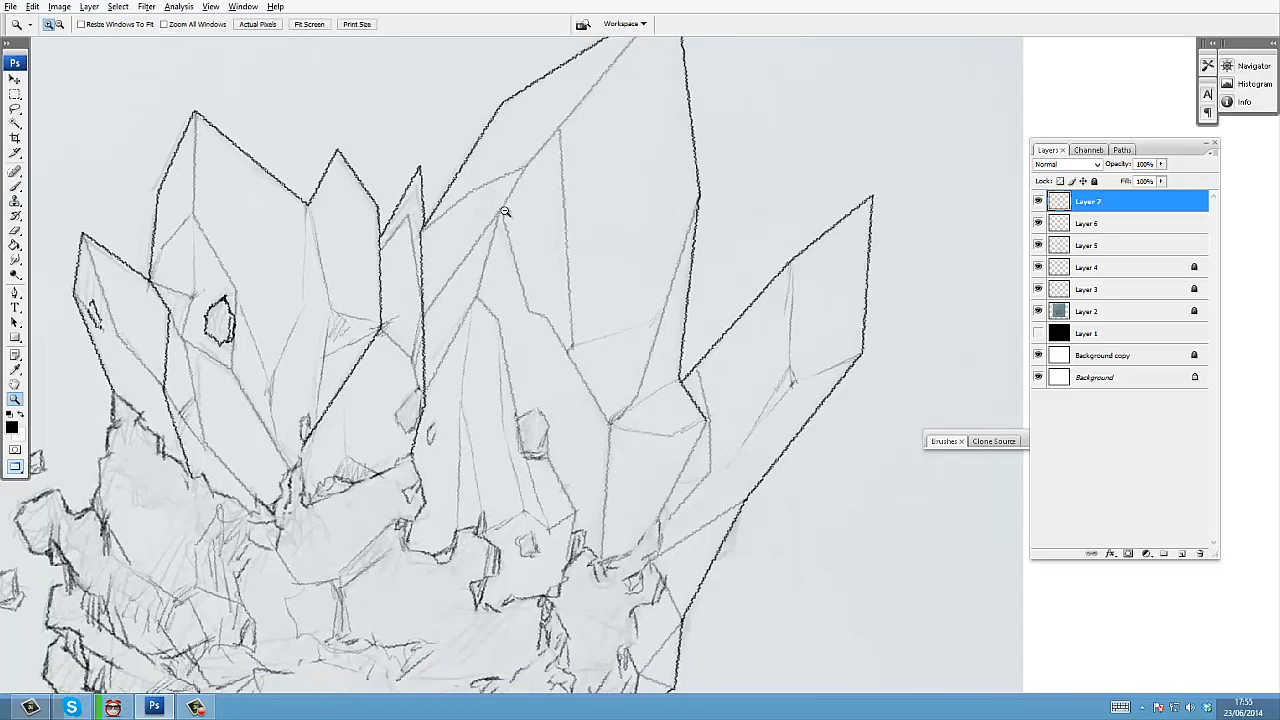 File Edit Image Layer Select Filter Analysis View Window Help
Resize Windows To Fit Zoom All Windows Actual Pixels Fit Screen Print Size Workspace
Ps
Navigator
Histogram
A Info
Layers Channels Paths
Normal Opacity: 100%
Lock: Fill: 100%
Layer 7
Layer 6
Layer 5
Layer 4
Layer 3
Layer 2
Layer 1
Background copy
Background
T
Brushes Clone Source
Ps
17:55
23/06/2014